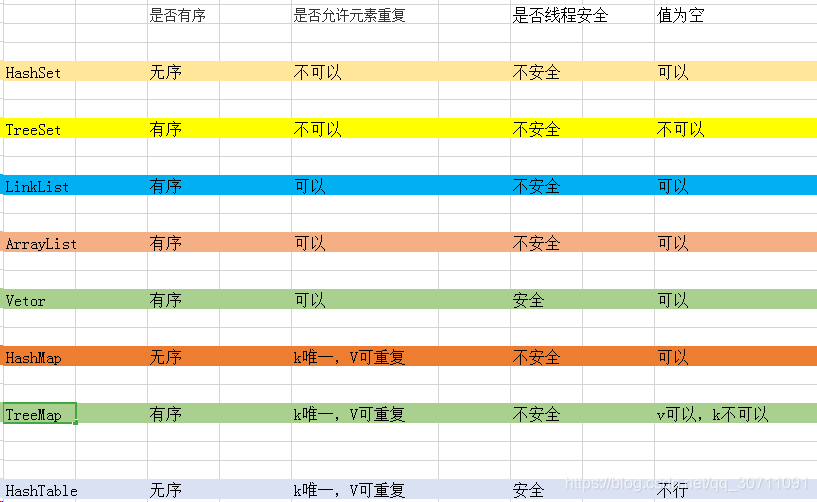 是否有序 是否允许元素重复 是否线程安全 值为空
HashSet 无序 不可以 不安全 可以
TreeSet 有序 不可以 不安全 不可以
LinkList 有序 可以 不安全 可以
ArrayList 有序 可以 不安全 可以
Vetor 有序 可以 安全 可以
HashMap 无序 k唯一，V可重复 不安全 可以
TreeMap 有序 k唯一，V可重复 不安全 v可以，k不可以
HashTable 无序 k唯一，V可重复 安全 不行
https://blog.csdn.net/qq_30711091